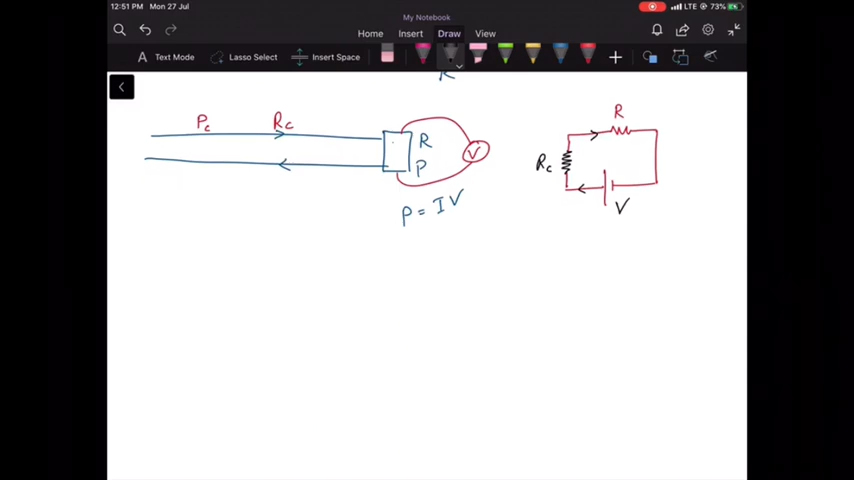 12:51 PM Mon 27 Jul
LTE 73%
My Notebook
Home Insert Draw View
Text Mode Lasso Select Insert Space
R
Pc Rc
R
V
P
P = IV
R
Rc
V